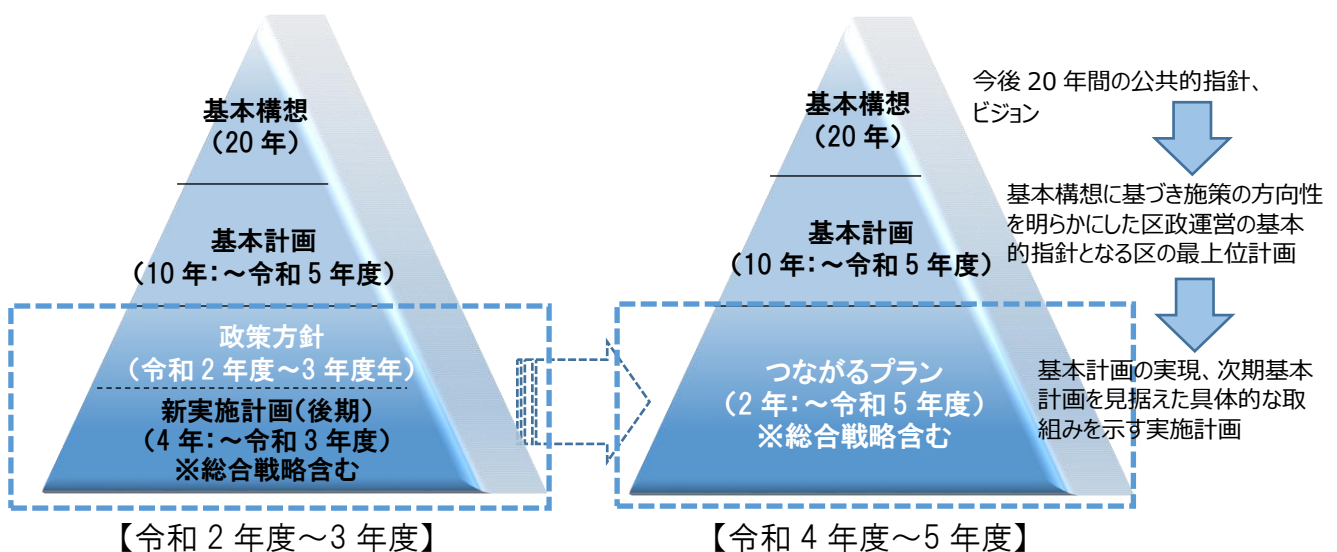 基本構想
（20 年）
基本計画
（10 年：～令和 5 年度）
政策方針
（令和 2 年度～3 年度年）
新実施計画（後期）
（4 年：～令和 3 年度）
※総合戦略含む
【令和 2 年度～3 年度】
基本構想
（20 年）
基本計画
（10 年：～令和 5 年度）
つながるプラン
（2 年：～令和 5 年度）
※総合戦略含む
【令和 4 年度～5 年度】
今後 20 年間の公共的指針、
ビジョン
基本構想に基づき施策の方向性
を明らかにした区政運営の基本
的指針となる区の最上位計画
基本計画の実現、次期基本
計画を見据えた具体的な取
組みを示す実施計画